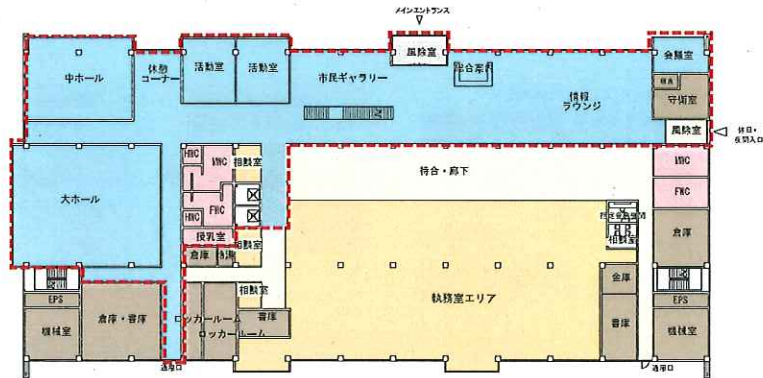 メインエントランス
風除室
中ホール
休憩
コーナー
活動室
活動室
市民ギャラリー
総合案内
情報
ラウンジ
会議室
守衛室
風除室
休日・
夜間入口
HWC
MWC
相談室
待合・廊下
MWC
FWC
大ホール
FWC
HWC
授乳室
相談室
相談室
倉庫
倉庫
EPS
機械室
倉庫・書庫
ロッカールーム
ロッカールーム
相談室
書庫
執務室エリア
金庫
書庫
EPS
機械室
通用口
通用口